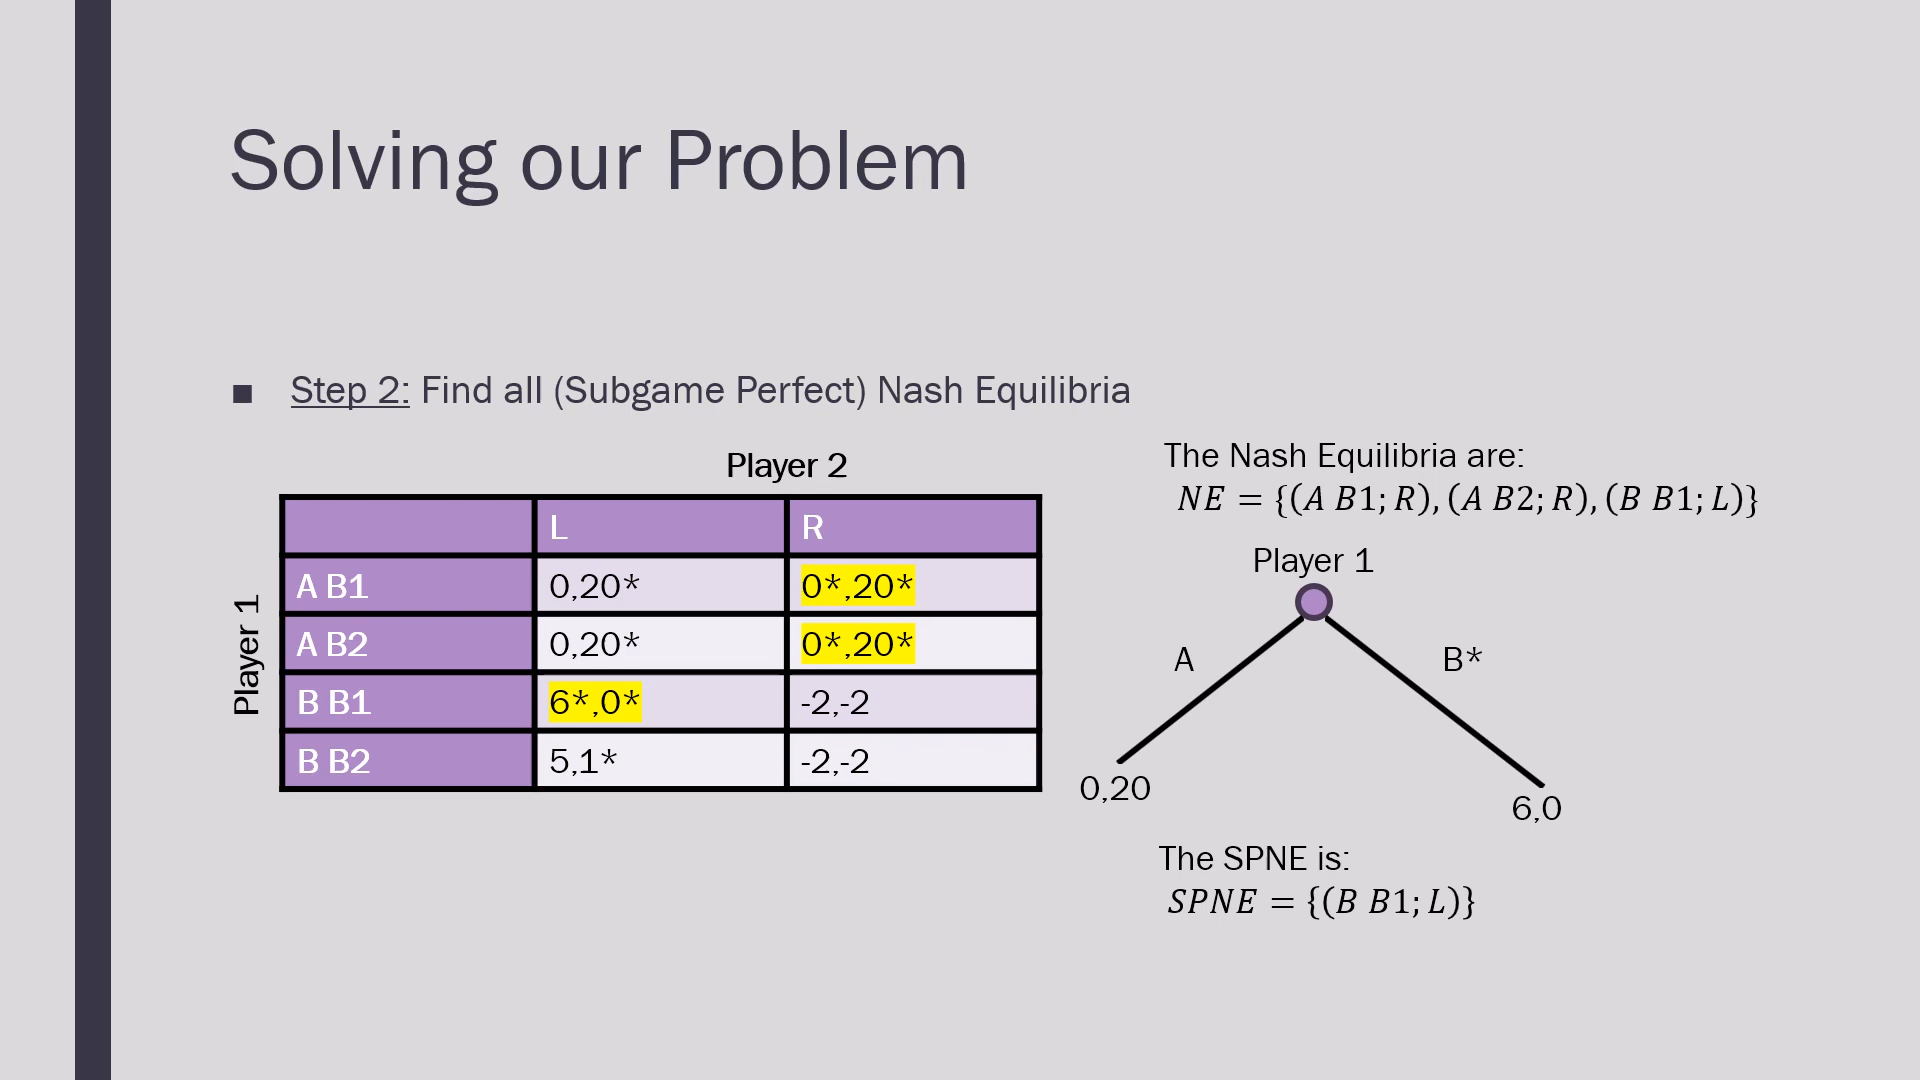 Solving our Problem
■ Step 2: Find all (Subgame Perfect) Nash Equilibria
Player 2
Player 1
L R
A B1 0,20* 0*,20*
A B2 0,20* 0*,20*
B B1 6*,0* -2,-2
B B2 5,1* -2,-2
The Nash Equilibria are:
NE = {(A B1; R), (A B2; R), (B B1; L)}
Player 1
A B*
0,20
6,0
The SPNE is:
SPNE = {(B B1; L)}